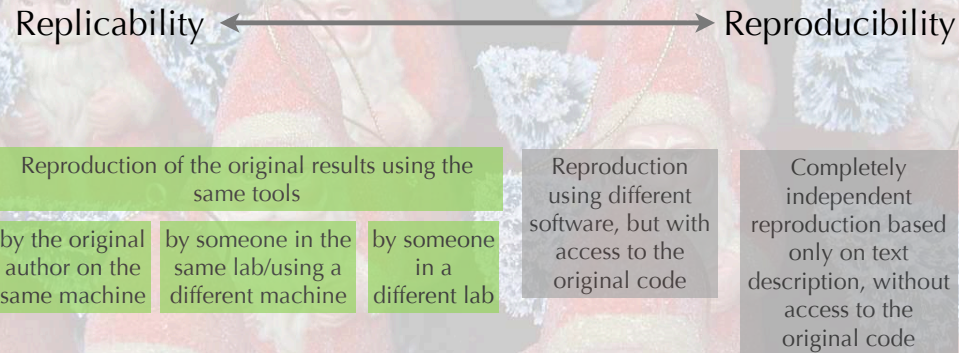 Replicability
Reproducibility
Reproduction of the original results using the
same tools
by the original
author on the
same machine
by someone in the
same lab/using a
different machine
by someone
in a
different lab
Reproduction
using different
software, but with
access to the
original code
Completely
independent
reproduction based
only on text
description, without
access to the
original code